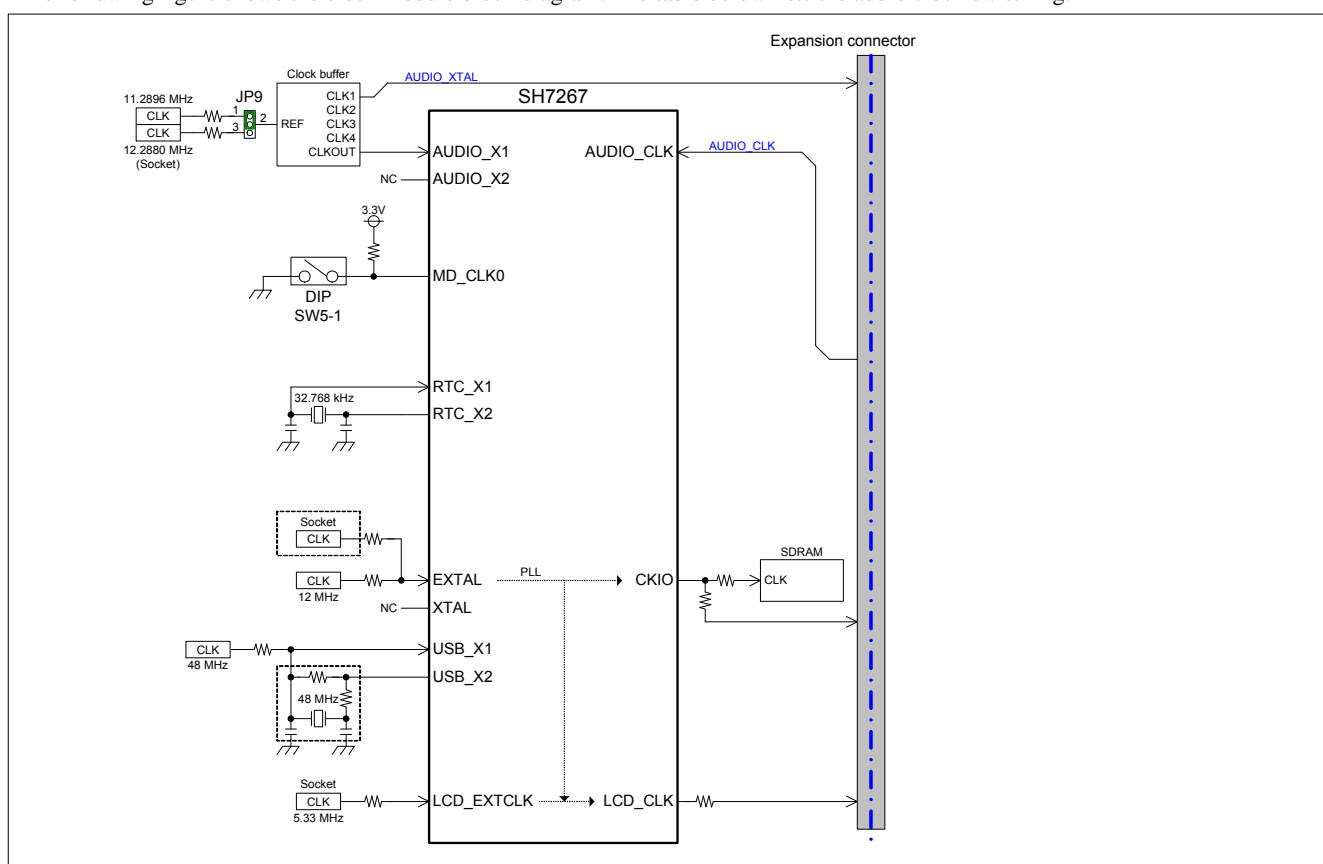 Expansion connector
Clock buffer
AUDIO_XTAL
11.2896 MHz
JP9
CLK1
SH7267
CLK
1
CLK2
2
REF
CLK3
CLK
3
CLK4
12.2880 MHz
CLKOUT
AUDIO_X1
AUDIO_CLK
AUDIO_CLK
(Socket)
NC
AUDIO_X2
3.3V
MD_CLK0
DIP
SW5-1
RTC_X1
32.768 kHz
RTC_X2
Socket
CLK
SDRAM
CLK
EXTAL
PLL
CKIO
CLK
12 MHz
NC
XTAL
CLK
USB_X1
48 MHz
USB_X2
48 MHz
Socket
CLK
LCD_EXTCLK
LCD_CLK
5.33 MHz